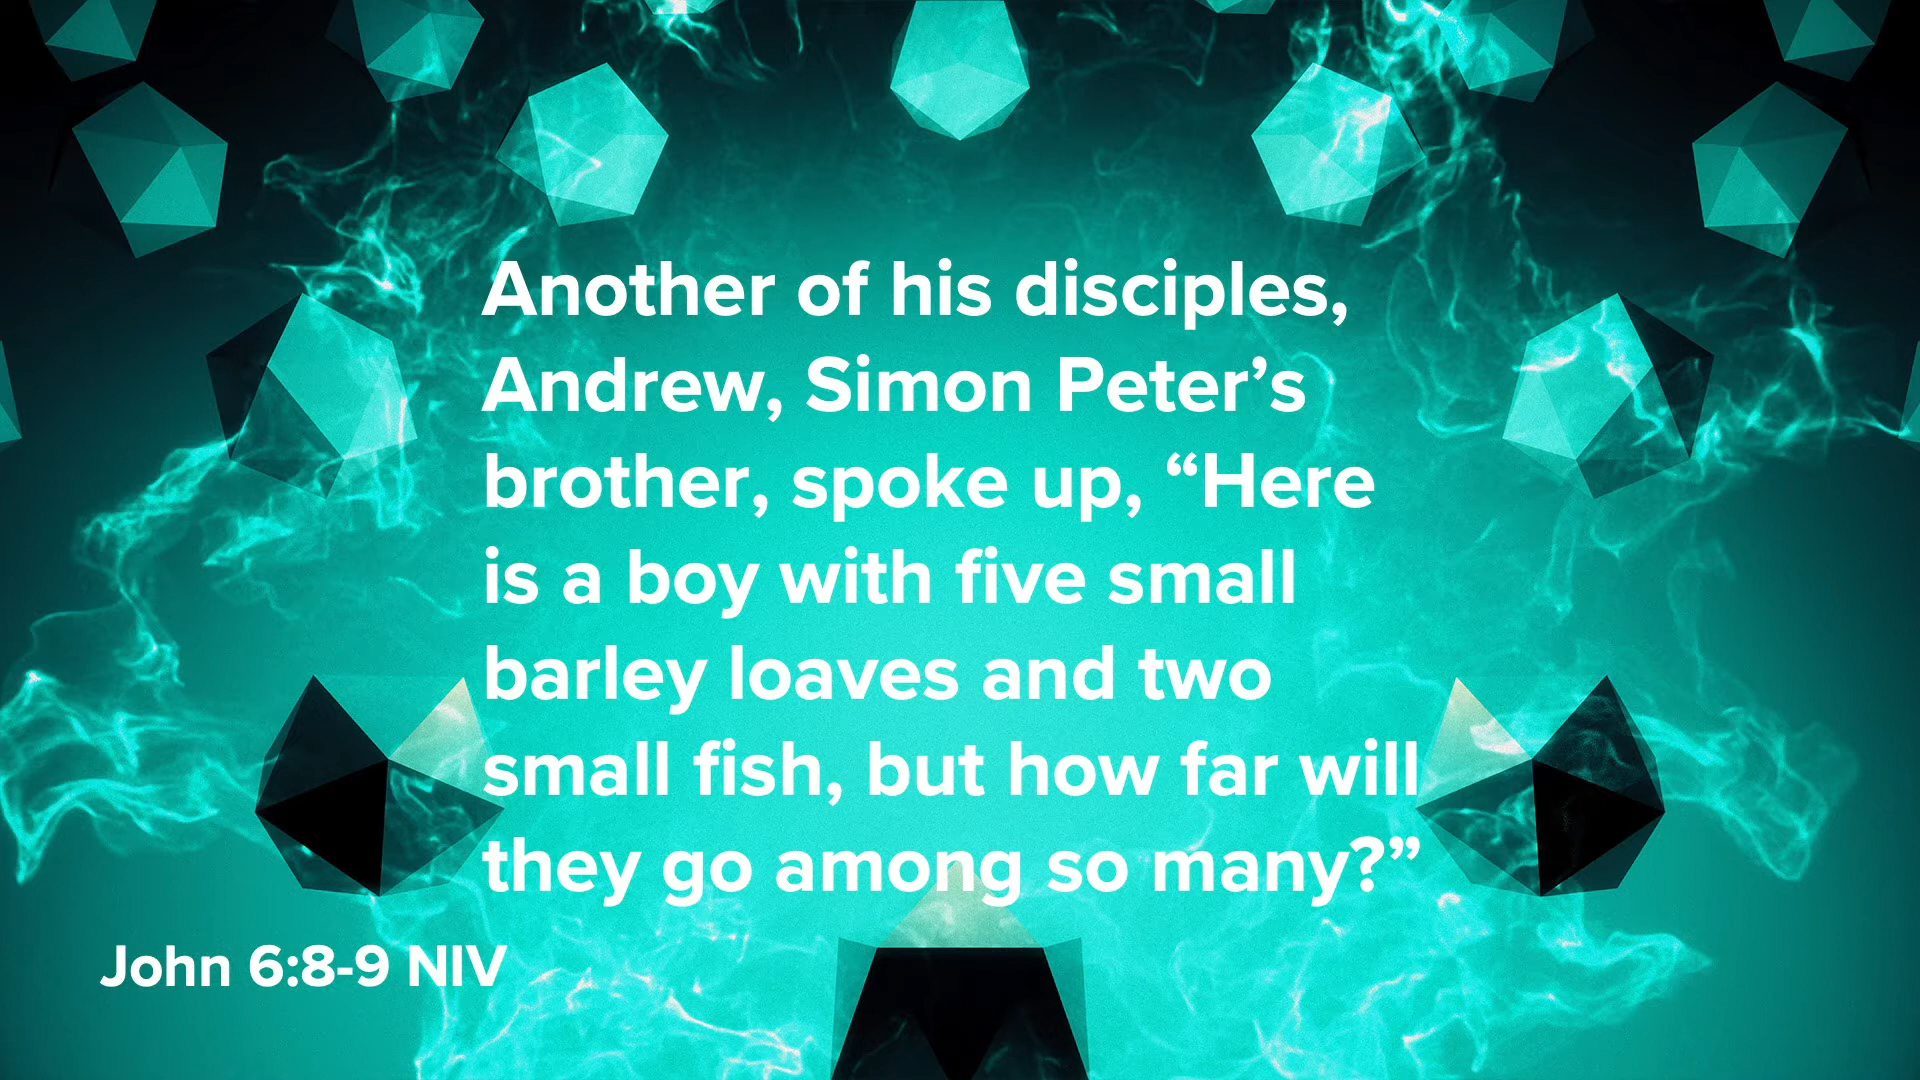 Another of his disciples,
Andrew, Simon Peter’s
brother, spoke up, “Here
is a boy with five small
barley loaves and two
small fish, but how far will
they go among so many?”
John 6:8-9 NIV